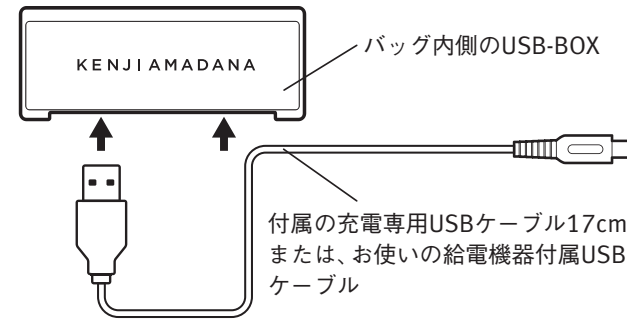 バッグ内側のUSB-BOX
KENJI AMADANA
付属の充電専用USBケーブル17cm
または、お使いの給電機器付属USB
ケーブル